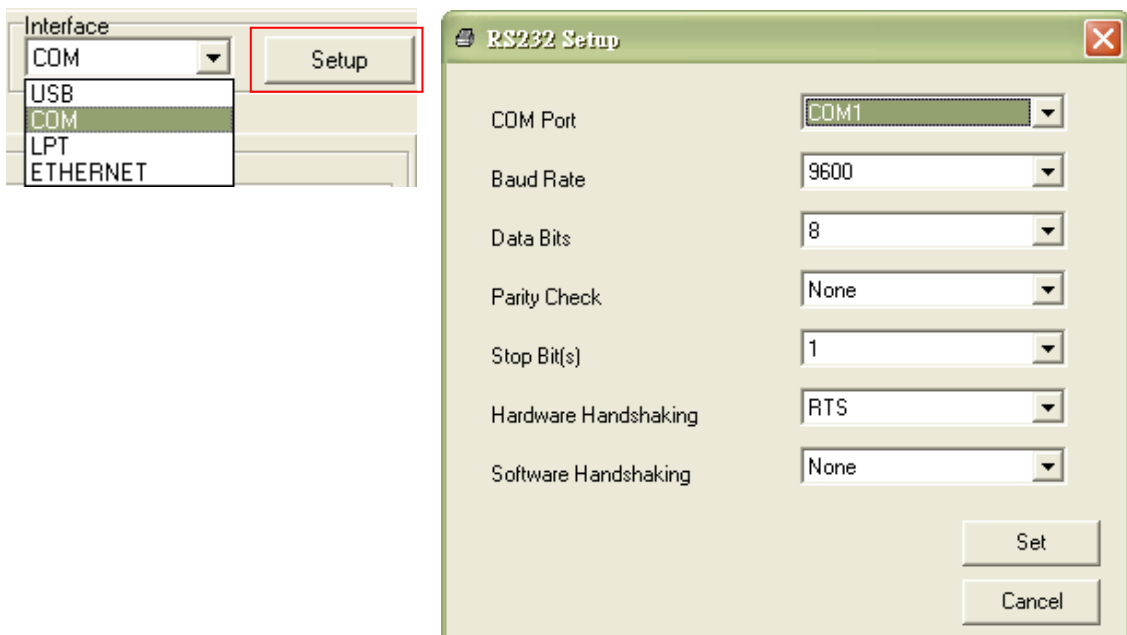 Interface
COM
Setup
USB
COM
LPT
ETHERNET
RS232 Setup
COM Port
COM1
Baud Rate
9600
Data Bits
8
Parity Check
None
Stop Bit(s)
1
Hardware Handshaking
RTS
Software Handshaking
None
Set
Cancel